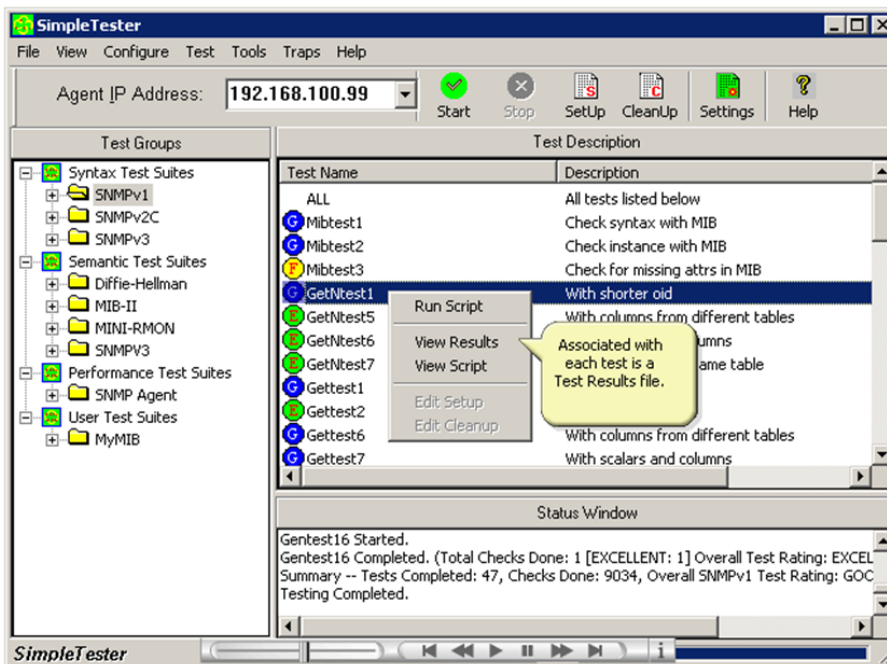 SimpleTester
File View Configure Test Tools Traps Help
Agent IP Address: 192.168.100.99
Start Stop SetUp CleanUp Settings Help
Test Groups
Syntax Test Suites
SNMPv1
SNMPv2C
SNMPv3
Semantic Test Suites
Diffie-Hellman
MIB-II
MINI-RMON
SNMPV3
Performance Test Suites
SNMP Agent
User Test Suites
MyMIB
Test Description
Test Name Description
ALL All tests listed below
G Mibtest1 Check syntax with MIB
G Mibtest2 Check instance with MIB
F Mibtest3 Check for missing attrs in MIB
G GetNtest1 With shorter oid
E GetNtest5 With columns from different tables
E GetNtest6 umns
E GetNtest7 ame table
G Gettest1
E Gettest2
G Gettest6 With columns from different tables
G Gettest7 With scalars and columns
Run Script
View Results
View Script
Edit Setup
Edit Cleanup
Associated with
each test is a
Test Results file.
Status Window
Gentest16 Started.
Gentest16 Completed. (Total Checks Done: 1 [EXCELLENT: 1] Overall Test Rating: EXCEL
Summary -- Tests Completed: 47, Checks Done: 9034, Overall SNMPv1 Test Rating: GOC
Testing Completed.
SimpleTester